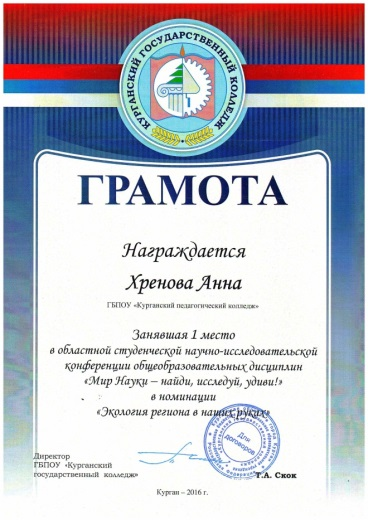 КУРГАНСКИЙ ГОСУДАРСТВЕННЫЙ КОЛЛЕДЖ
ГРАМОТА
Награждается
Хренова Анна
ГБПОУ «Курганский педагогический колледж»
Занявшая 1 место
в областной студенческой научно-исследовательской
конференции общеобразовательных дисциплин
«Мир Науки – найди, исследуй, удиви!»
в номинации
«Экология региона в наших руках»
Для
договоров
Директор
ГБПОУ «Курганский
государственный колледж»
Т.А. Скок
Курган – 2016 г.